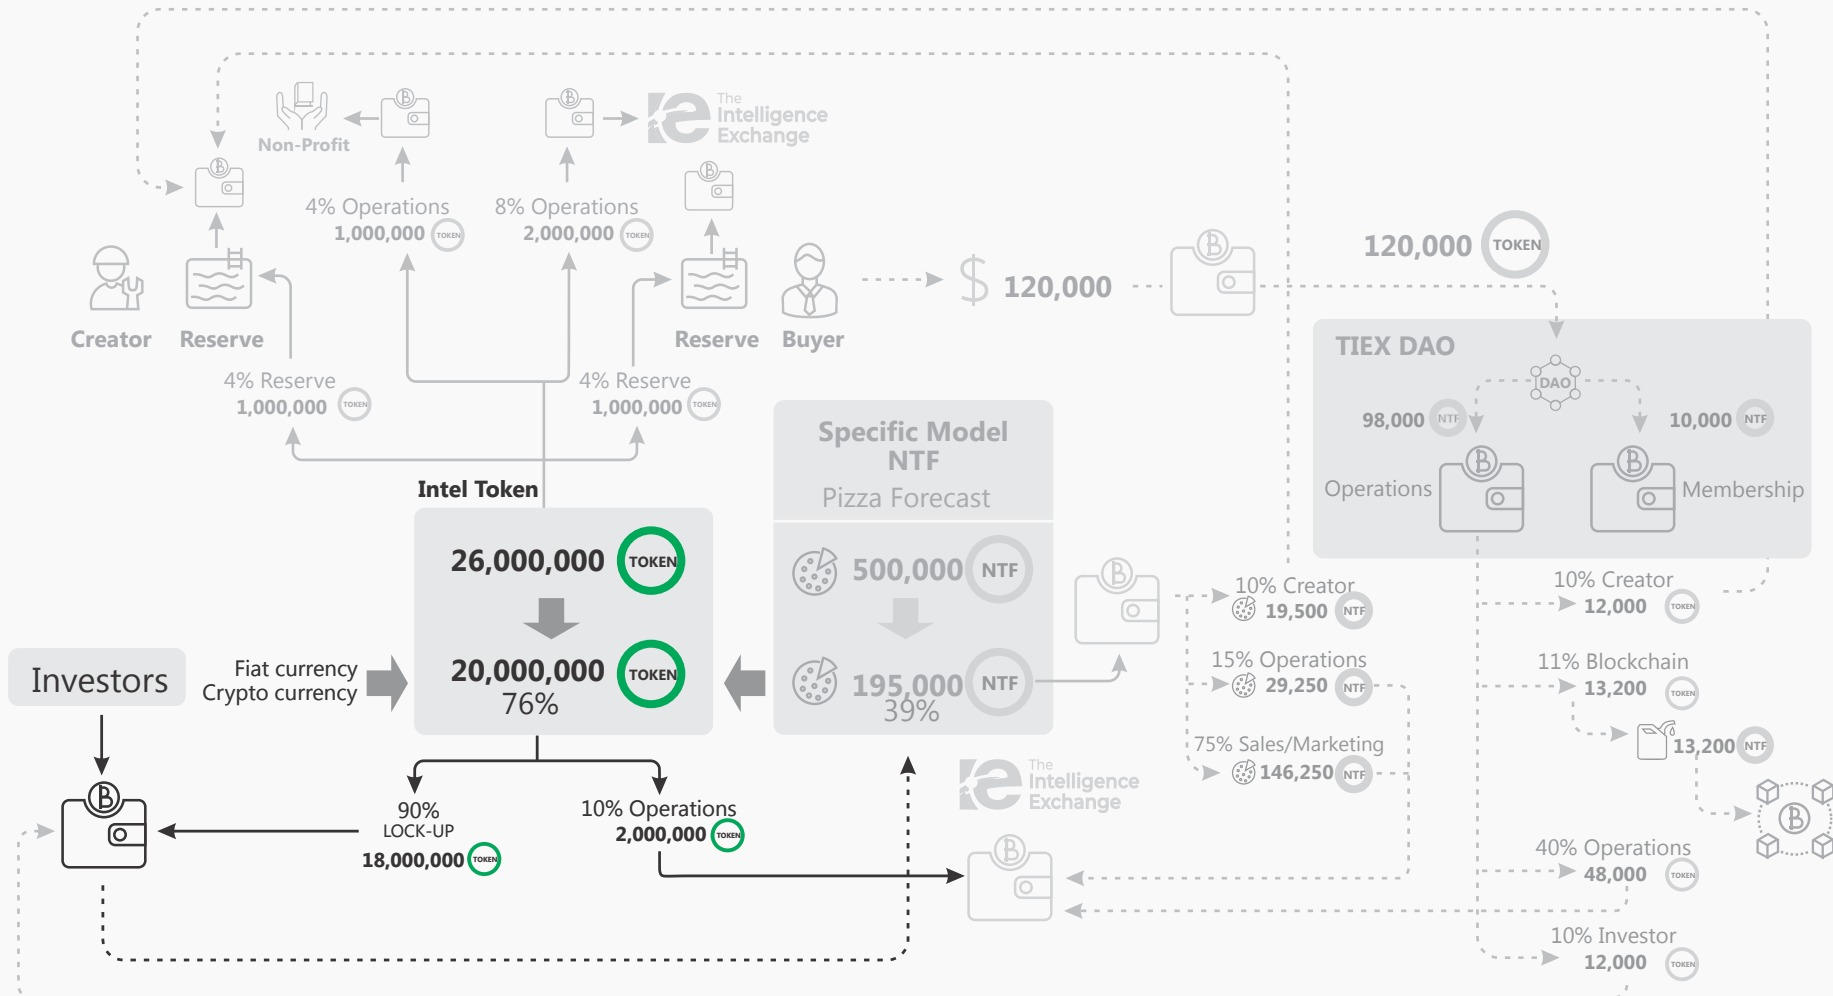 The
Intelligence
Exchange
Non-Profit
4% Operations
1,000,000 TOKEN
8% Operations
2,000,000 TOKEN
120,000 TOKEN
$ 120,000
Creator
Reserve
Reserve
Buyer
4% Reserve
1,000,000 TOKEN
4% Reserve
1,000,000 TOKEN
TIEX DAO
DAO
98,000 NTF
10,000 NTF
Operations
Membership
Specific Model
NTF
Pizza Forecast
500,000 NTF
195,000 NTF
39%
Intel Token
26,000,000 TOKEN
20,000,000 TOKEN
76%
Investors
Fiat currency
Crypto currency
10% Creator
19,500 NTF
15% Operations
29,250 NTF
75% Sales/Marketing
146,250 NTF
10% Creator
12,000 TOKEN
11% Blockchain
13,200 TOKEN
13,200 NTF
The
Intelligence
Exchange
90%
LOCK-UP
18,000,000 TOKEN
10% Operations
2,000,000 TOKEN
40% Operations
48,000 TOKEN
10% Investor
12,000 TOKEN